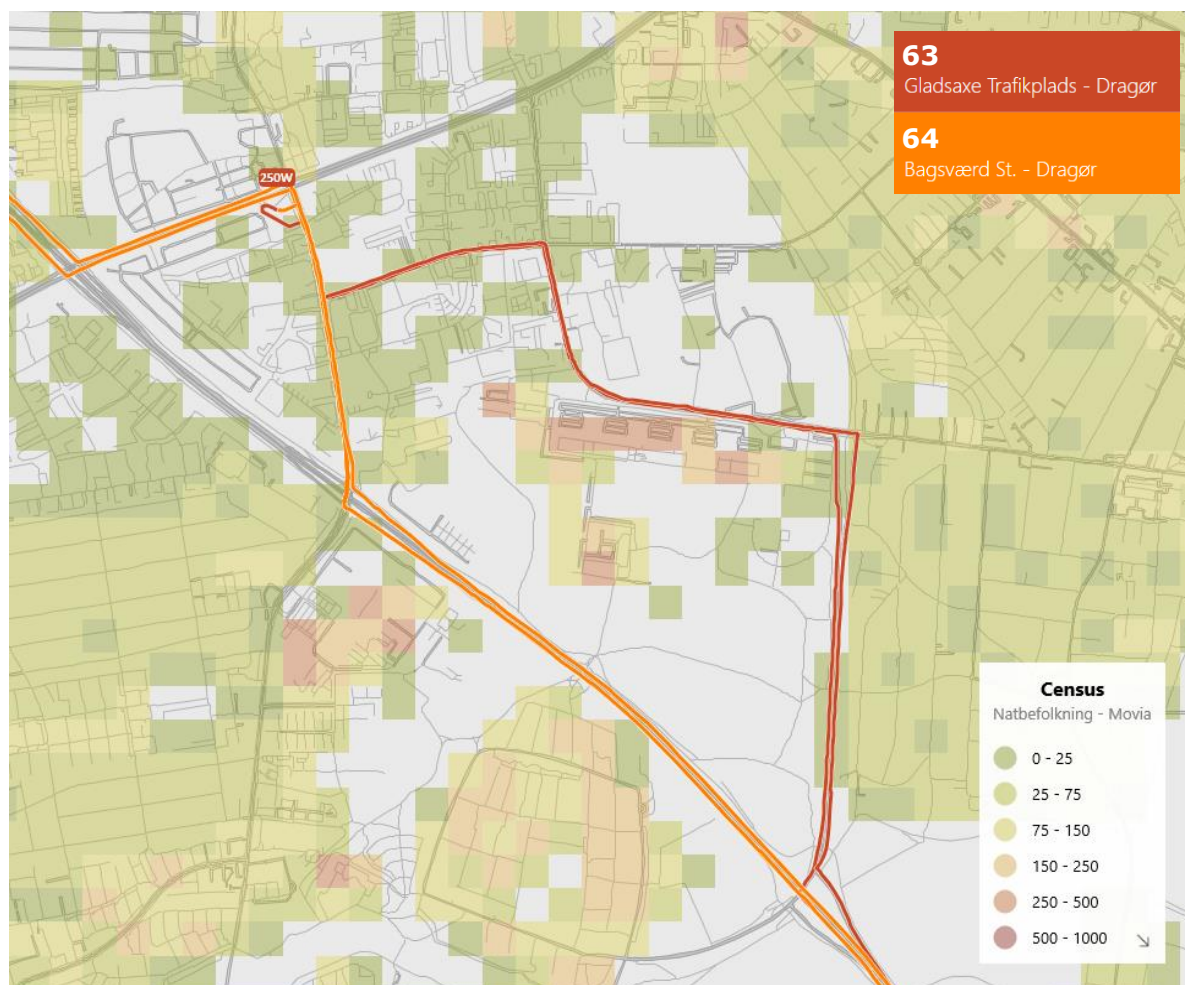 63
Gladsaxe Trafikplads - Dragør
64
Bagsværd St. - Dragør
250W
Census
Natbefolkning - Movia
0 - 25
25 - 75
75 - 150
150 - 250
250 - 500
500 - 1000